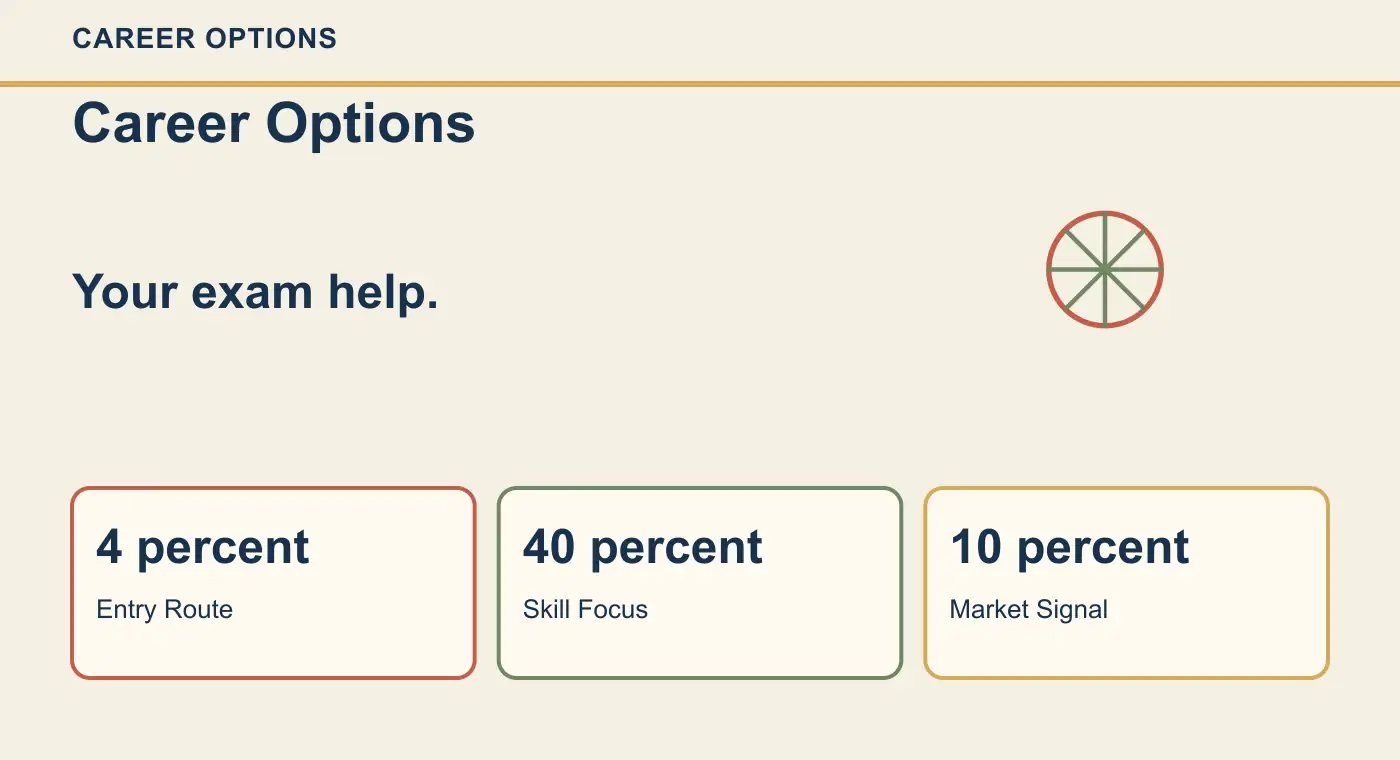 CAREER OPTIONS
Career Options
Your exam help.
4 percent
Entry Route
40 percent
Skill Focus
10 percent
Market Signal